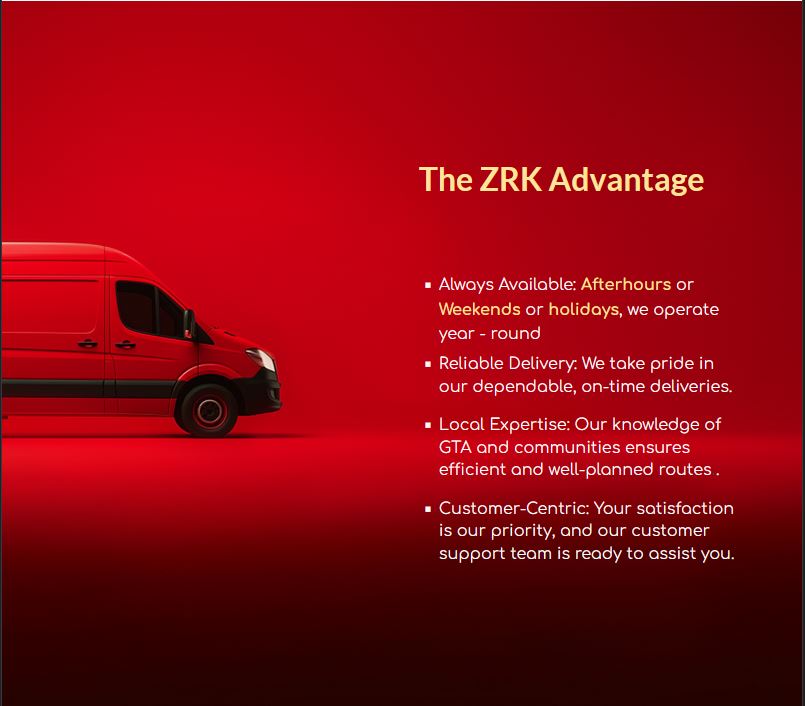 The ZRK Advantage
▪ Always Available: Afterhours or
Weekends or holidays, we operate
year - round
▪ Reliable Delivery: We take pride in
our dependable, on-time deliveries.
▪ Local Expertise: Our knowledge of
GTA and communities ensures
efficient and well-planned routes .
▪ Customer-Centric: Your satisfaction
is our priority, and our customer
support team is ready to assist you.